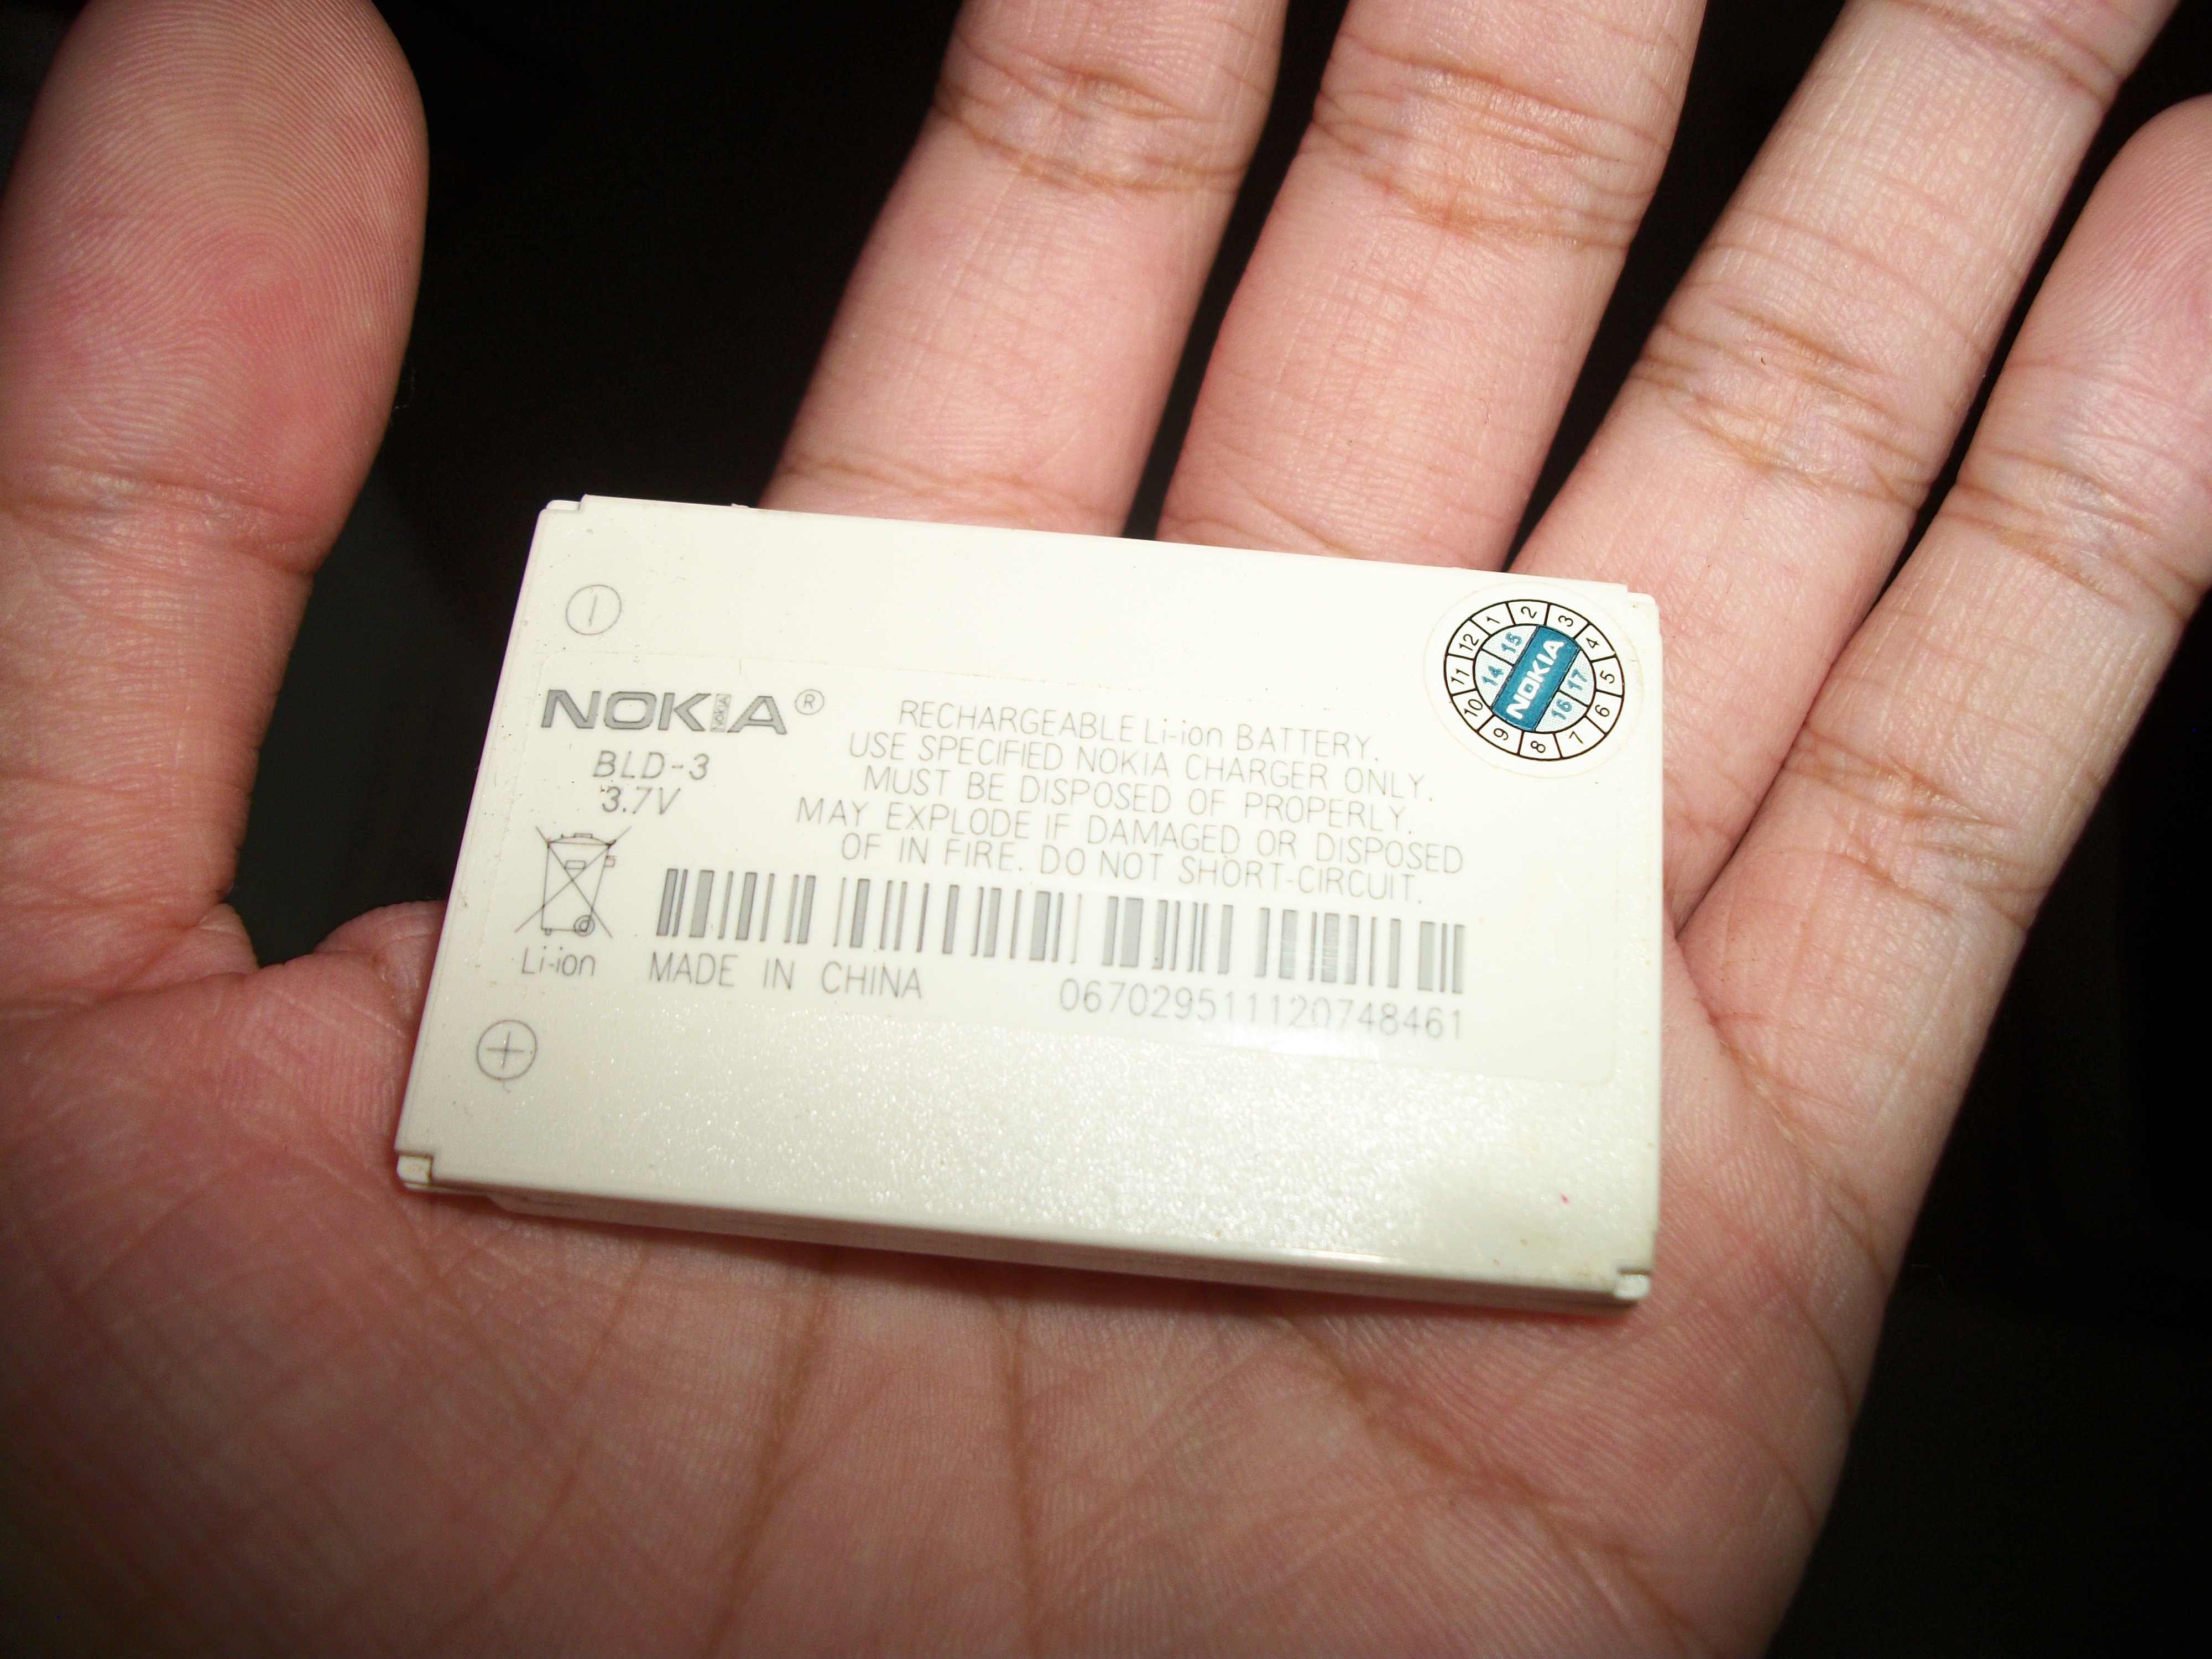 NOKIA®
BLD-3
3.7V
RECHARGEABLE Li-ion BATTERY.
USE SPECIFIED NOKIA CHARGER ONLY.
MUST BE DISPOSED OF PROPERLY.
MAY EXPLODE IF DAMAGED OR DISPOSED
OF IN FIRE. DO NOT SHORT-CIRCUIT.
Li-ion
MADE IN CHINA
0670295111120748461
NOKIA
1 2 3 4 5 6 7 8 9 10 11 12
14 15 16 17